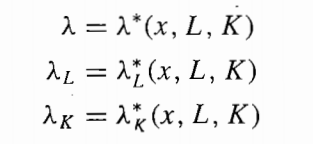 λ = λ*(x, L, K)
λ_L = λ*_L(x, L, K)
λ_K = λ*_K(x, L, K)